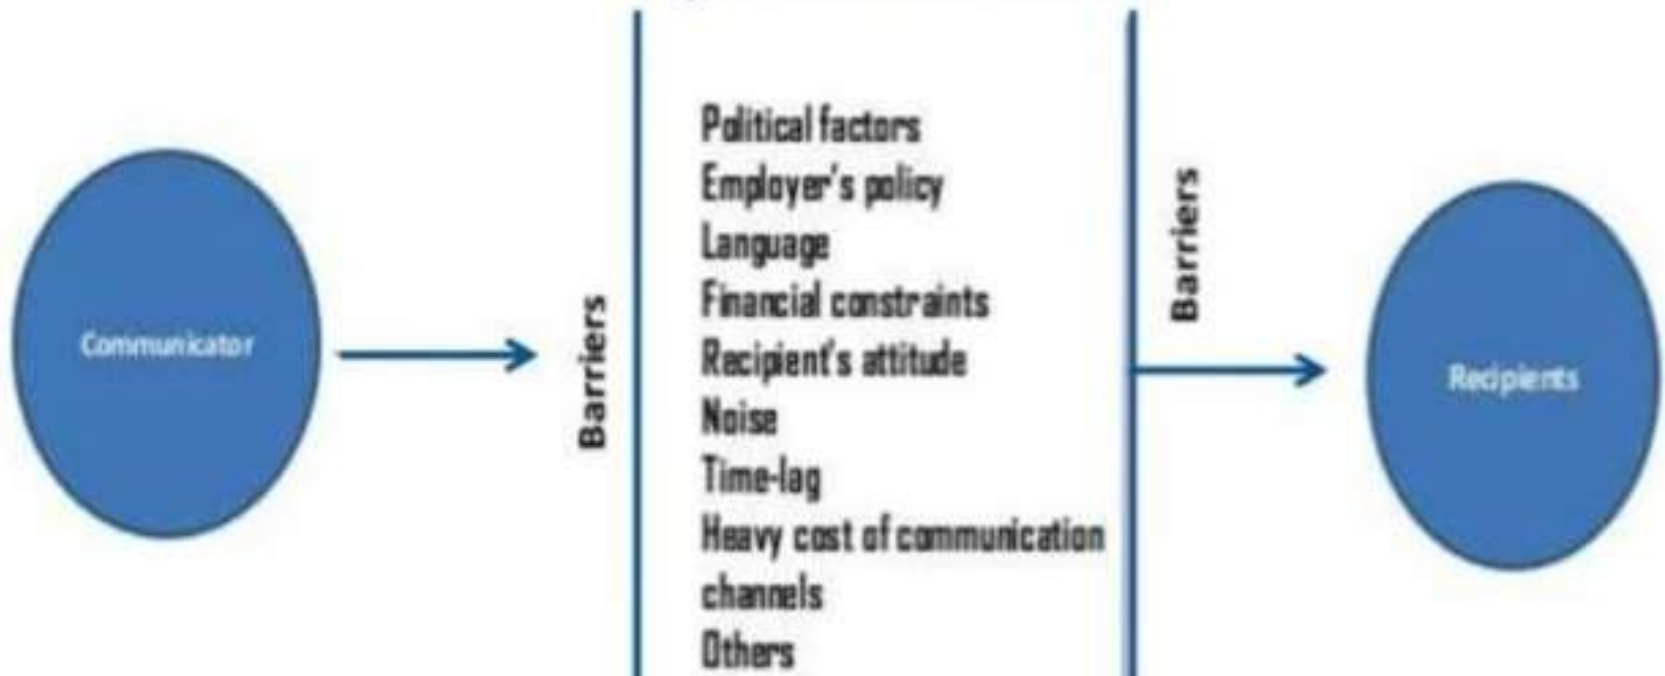 Communicator
Barriers
Political factors
Employer's policy
Language
Financial constraints
Recipient's attitude
Noise
Time-lag
Heavy cost of communication
channels
Others
Barriers
Recipients